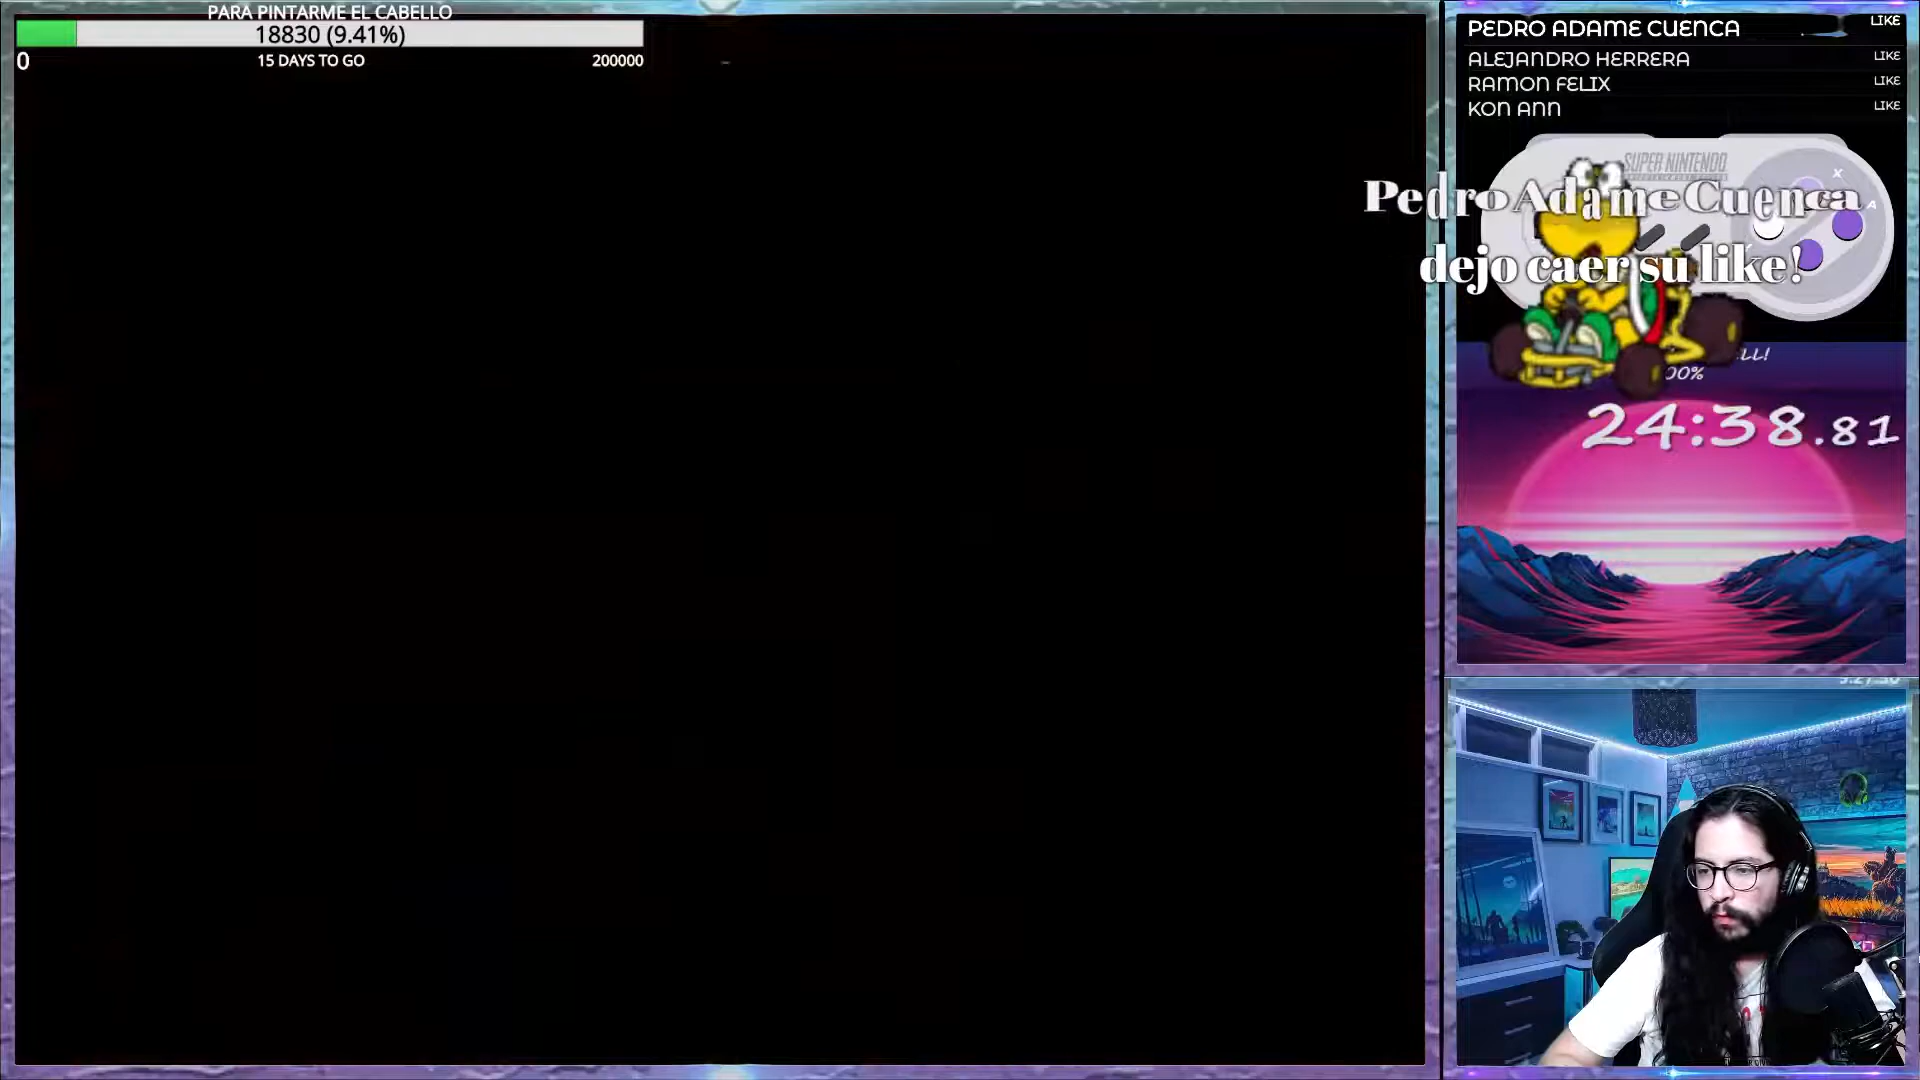 PARA PINTARME EL CABELLO
18830 (9.41%)
0
15 DAYS TO GO
200000
PEDRO ADAME CUENCA LIKE
ALEJANDRO HERRERA LIKE
RAMON FELIX LIKE
KON ANN LIKE
SUPER NINTENDO
X
A
Pedro Adame Cuenca
dejo caer su like!
24:38.81